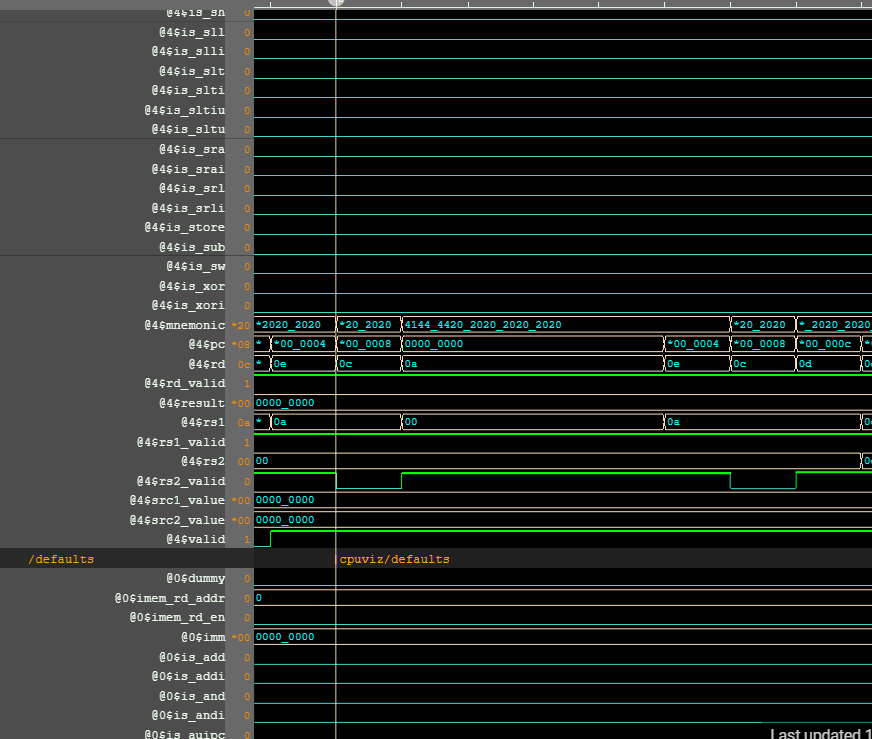 @4$is_sh 0
@4$is_sll 0
@4$is_slli 0
@4$is_slt 0
@4$is_slti 0
@4$is_sltiu 0
@4$is_sltu 0
@4$is_sra 0
@4$is_srai 0
@4$is_srl 0
@4$is_srli 0
@4$is_store 0
@4$is_sub 0
@4$is_sw 0
@4$is_xor 0
@4$is_xori 0
@4$mnemonic *20 *2020_2020 *20_2020 4144_4420_2020_2020_2020 *20_2020 *_2020_2020
@4$pc *08 * *00_0004 *00_0008 0000_0000 *00_0004 *00_0008 *00_000c *
@4$rd 0c * 0e 0c 0a 0e 0c 0d
@4$rd_valid 1
@4$result *00 0000_0000
@4$rs1 0a * 0a 00 0a
@4$rs1_valid 1
@4$rs2 00 00
@4$rs2_valid 0
@4$src1_value *00 0000_0000
@4$src2_value *00 0000_0000
@4$valid 1
/defaults |cpuviz/defaults
@0$dummy 0
@0$imem_rd_addr 0 0
@0$imem_rd_en 0
@0$imm *00 0000_0000
@0$is_add 0
@0$is_addi 0
@0$is_and 0
@0$is_andi 0
@0$is_auipc 0
Last updated 1